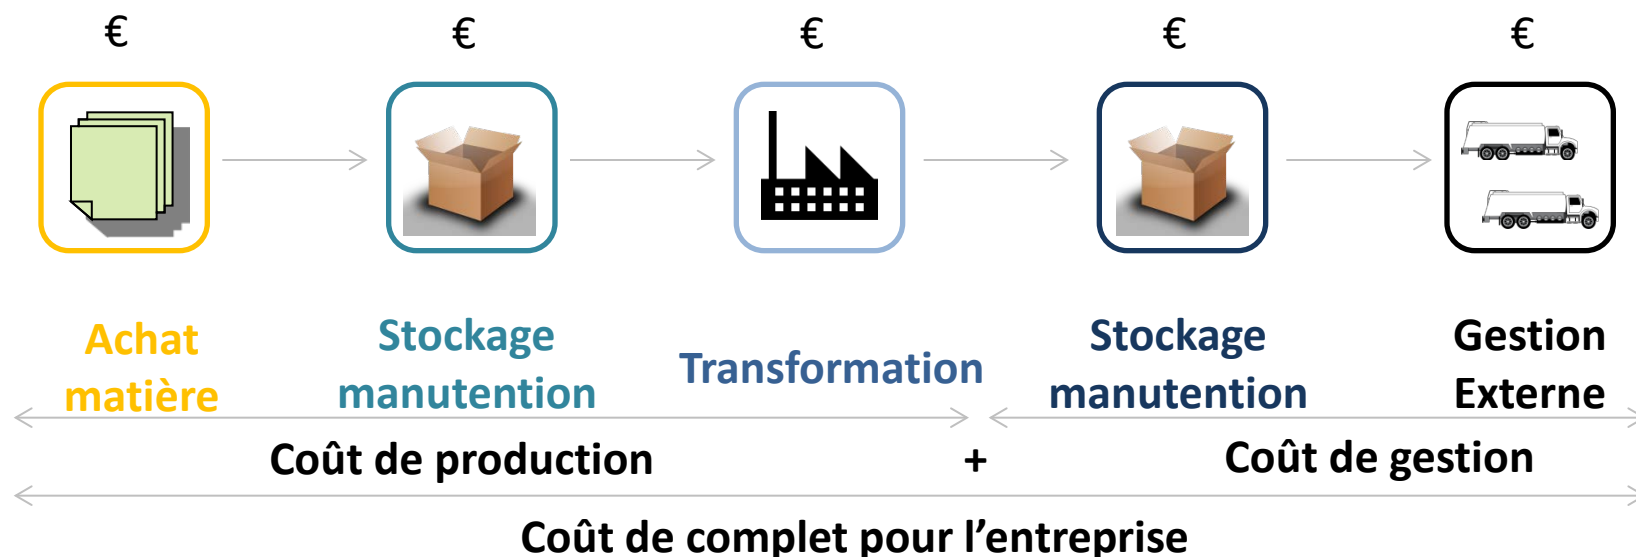 € € € € €
Achat
matière
Stockage
manutention
Transformation
Stockage
manutention
Gestion
Externe
Coût de production + Coût de gestion
Coût de complet pour l’entreprise